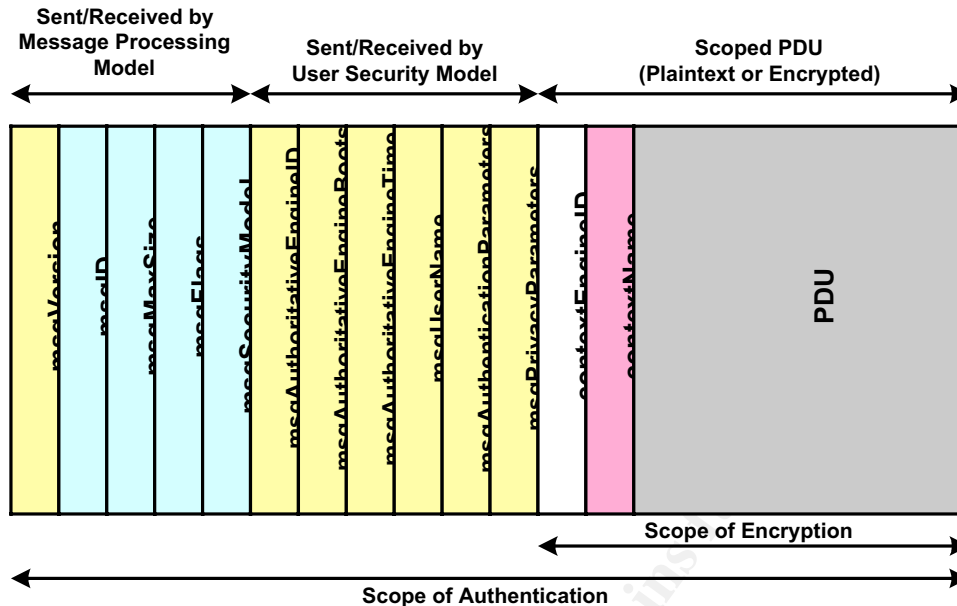 Sent/Received by
Message Processing
Model
Sent/Received by
User Security Model
Scoped PDU
(Plaintext or Encrypted)
msgVersion
msgID
msgMaxSize
msgFlags
msgSecurityModel
msgAuthoritativeEngineID
msgAuthoritativeEngineBoots
msgAuthoritativeEngineTime
msgUserName
msgAuthenticationParameters
msgPrivacyParameters
contextEngineID
contextName
PDU
Scope of Encryption
Scope of Authentication